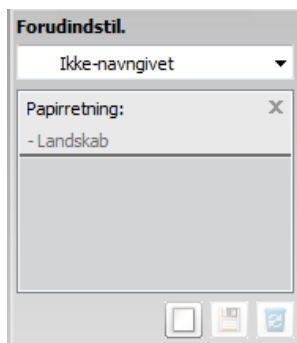 Forudindstil.
Ikke-navngivet
Papirretning:
- Landskab